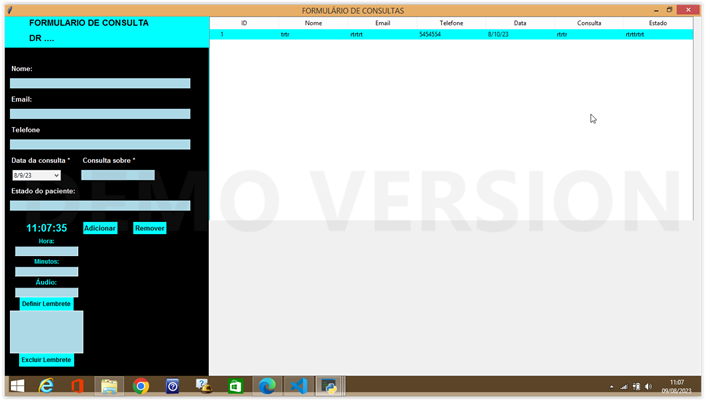 FORMULÁRIO DE CONSULTAS
FORMULARIO DE CONSULTA
DR ....
ID Nome Email Telefone Data Consulta Estado
1 trtr rtrtrt 5454554 8/10/23 rtrtr rtrttrtrt
Nome:
Email:
Telefone
Data da consulta * Consulta sobre *
8/9/23
Estado do paciente:
DEMO VERSION
11:07:35 Adicionar Remover
Hora:
Minutos:
Áudio:
Definir Lembrete
Excluir Lembrete
11:07
09/08/2023